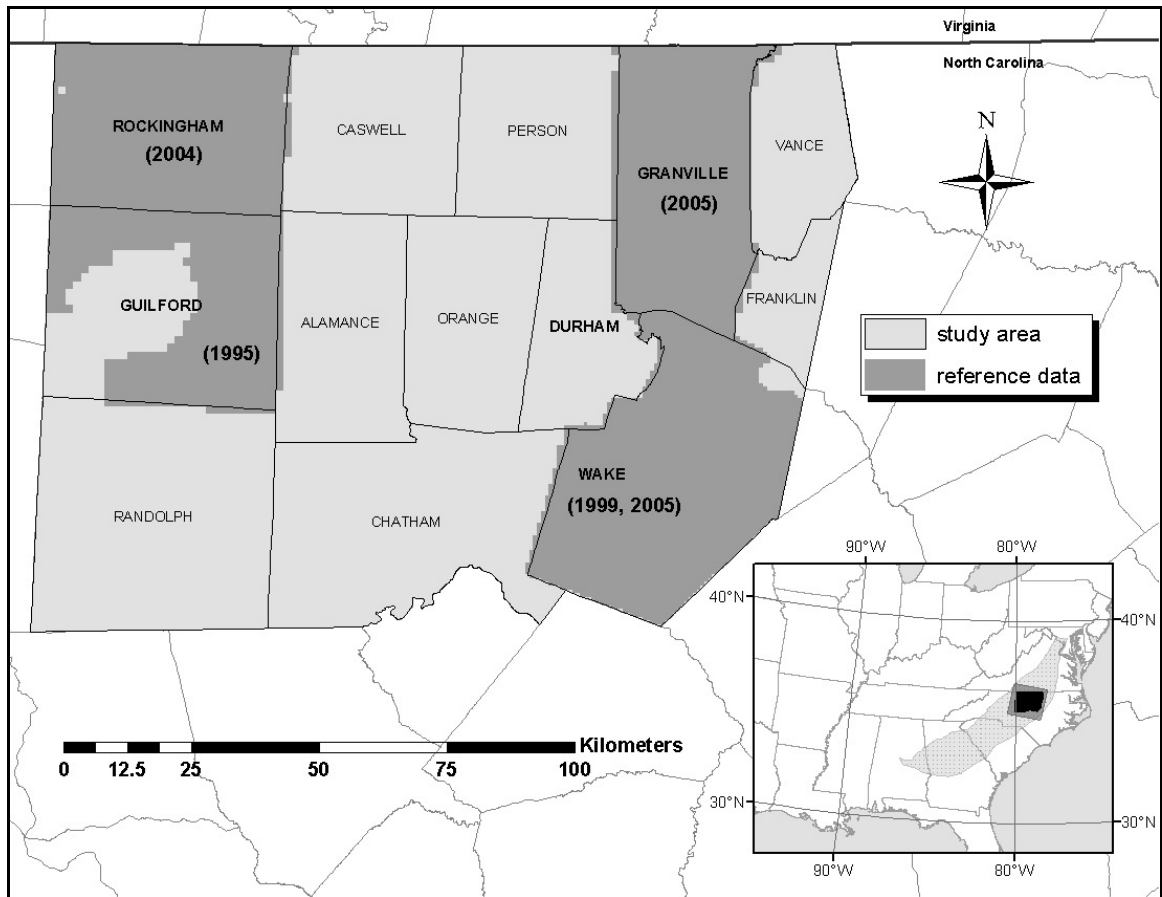 Virginia
North Carolina
ROCKINGHAM
(2004)
CASWELL
PERSON
GRANVILLE
(2005)
VANCE
N
GUILFORD
(1995)
ALAMANCE
ORANGE
DURHAM
FRANKLIN
study area
reference data
RANDOLPH
CHATHAM
WAKE
(1999, 2005)
90°W
80°W
40°N
40°N
30°N
30°N
90°W
80°W
Kilometers
0 12.5 25 50 75 100